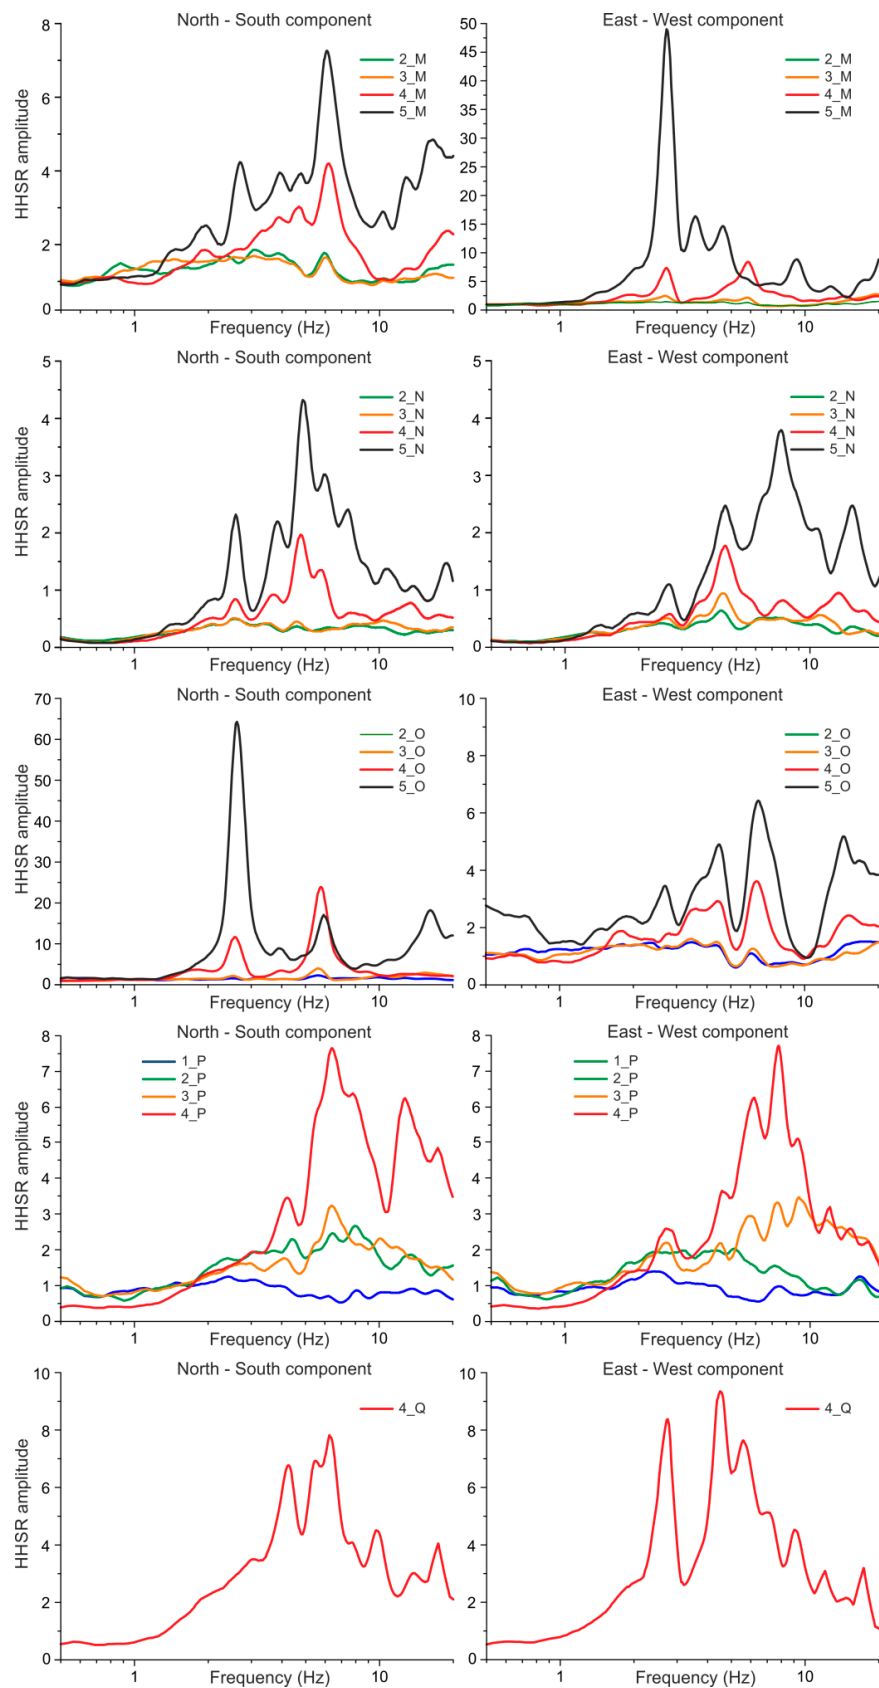 North - South component
East - West component
8
6
4
2
0
HHSR amplitude
2_M
3_M
4_M
5_M
1
Frequency (Hz)
10
50
45
40
35
30
25
20
15
10
5
0
2_M
3_M
4_M
5_M
1
Frequency (Hz)
10
North - South component
East - West component
5
4
3
2
1
0
HHSR amplitude
2_N
3_N
4_N
5_N
1
Frequency (Hz)
10
5
4
3
2
1
0
2_N
3_N
4_N
5_N
1
Frequency (Hz)
10
North - South component
East - West component
70
60
50
40
30
20
10
0
HHSR amplitude
2_O
3_O
4_O
5_O
1
Frequency (Hz)
10
10
8
6
4
2
0
2_O
3_O
4_O
5_O
1
Frequency (Hz)
10
North - South component
East - West component
8
7
6
5
4
3
2
1
0
HHSR amplitude
1_P
2_P
3_P
4_P
1
Frequency (Hz)
10
8
7
6
5
4
3
2
1
0
1_P
2_P
3_P
4_P
1
Frequency (Hz)
10
North - South component
East - West component
10
8
6
4
2
0
HHSR amplitude
4_Q
1
Frequency (Hz)
10
10
8
6
4
2
0
4_Q
1
Frequency (Hz)
10